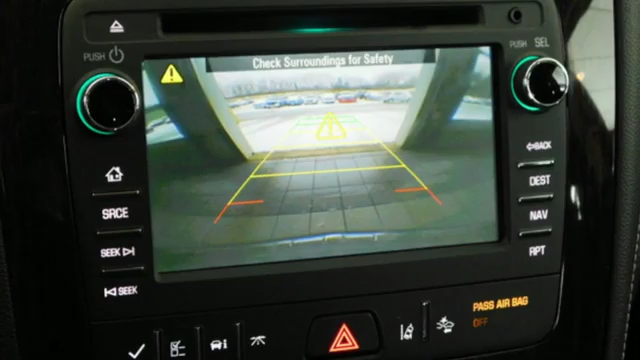 PUSH
PUSH SEL
Check Surroundings for Safety
BACK
SRCE
DEST
SEEK
NAV
SEEK
RPT
PASS AIR BAG
OFF